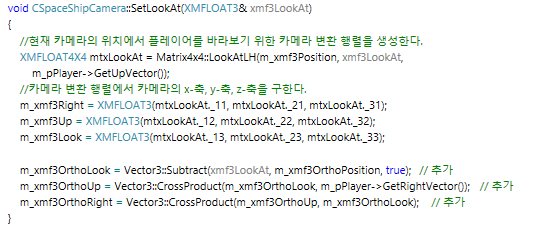 void CSpaceShipCamera::SetLookAt(XMFLOAT3& xmf3LookAt)
{
//현재 카메라의 위치에서 플레이어를 바라보기 위한 카메라 변환 행렬을 생성한다.
XMFLOAT4X4 mtxLookAt = Matrix4x4::LookAtLH(m_xmf3Position, xmf3LookAt,
m_pPlayer->GetUpVector());
//카메라 변환 행렬에서 카메라의 x-축, y-축, z-축을 구한다.
m_xmf3Right = XMFLOAT3(mtxLookAt._11, mtxLookAt._21, mtxLookAt._31);
m_xmf3Up = XMFLOAT3(mtxLookAt._12, mtxLookAt._22, mtxLookAt._32);
m_xmf3Look = XMFLOAT3(mtxLookAt._13, mtxLookAt._23, mtxLookAt._33);
m_xmf3OrthoLook = Vector3::Subtract(xmf3LookAt, m_xmf3OrthoPosition, true); // 추가
m_xmf3OrthoUp = Vector3::CrossProduct(m_xmf3OrthoLook, m_pPlayer->GetRightVector()); // 추가
m_xmf3OrthoRight = Vector3::CrossProduct(m_xmf3OrthoUp, m_xmf3OrthoLook); // 추가
}